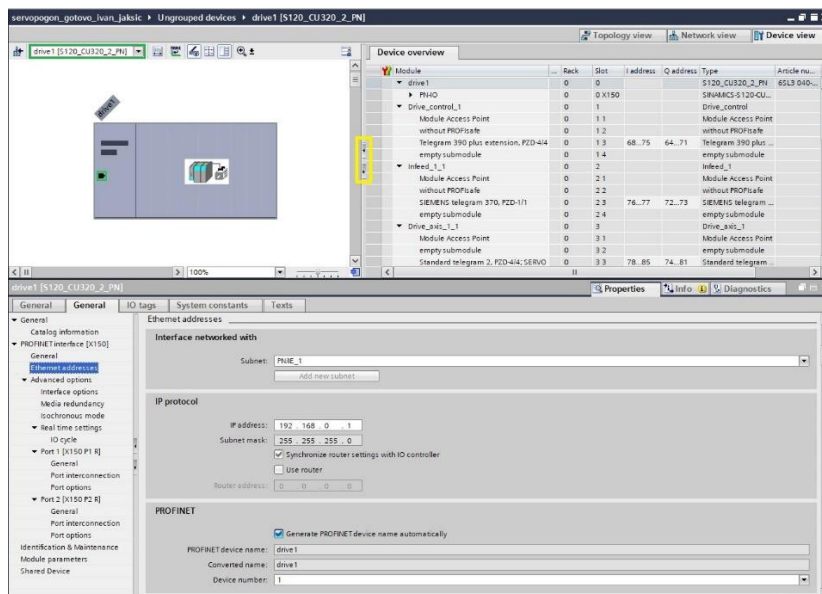 servopogon_gotovo_ivan_jaksic ▸ Ungrouped devices ▸ drive1 [S120_CU320_2_PN]
Topology view Network view Device view
drive1 [S120_CU320_2_PN]
Device overview
Module ... Rack Slot I address Q address Type Article nu...
drive1 0 0 S120_CU320_2_PN 6SL3 040-...
PN-IO 0 0 X150 SINAMICS-S120-CU...
Drive_control_1 0 1 Drive_control
Module Access Point 0 1 1 Module Access Point
without PROFIsafe 0 1 2 without PROFIsafe
Telegram 390 plus extension, PZD-4/4 0 1 3 68...75 64...71 Telegram 390 plus ...
empty submodule 0 1 4 empty submodule
Infeed_1_1 0 2 Infeed_1
Module Access Point 0 2 1 Module Access Point
without PROFIsafe 0 2 2 without PROFIsafe
SIEMENS telegram 370, PZD-1/1 0 2 3 76...77 72...73 SIEMENS telegram ...
empty submodule 0 2 4 empty submodule
Drive_axis_1 0 3 Drive_axis_1
Module Access Point 0 3 1 Module Access Point
empty submodule 0 3 2 empty submodule
Standard telegram 2, PZD-4/4; SERVO 0 3 3 78...85 74...81 Standard telegram ...
drive1
100%
drive1 [S120_CU320_2_PN]
Properties Info Diagnostics
General General IO tags System constants Texts
General
Catalog information
PROFINET interface [X150]
General
Ethernet addresses
Advanced options
Interface options
Media redundancy
Isochronous mode
Real time settings
IO cycle
Port 1 [X150 P1 R]
General
Port interconnection
Port options
Port 2 [X150 P2 R]
General
Port interconnection
Port options
Identification & Maintenance
Module parameters
Shared Device
Ethernet addresses
Interface networked with
Subnet: PN/IE_1
Add new subnet
IP protocol
IP address: 192 . 168 . 0 . 1
Subnet mask: 255 . 255 . 255 . 0
Synchronize router settings with IO controller
Use router
Router address: 0 . 0 . 0 . 0
PROFINET
Generate PROFINET device name automatically
PROFINET device name: drive1
Converted name: drive1
Device number: 1